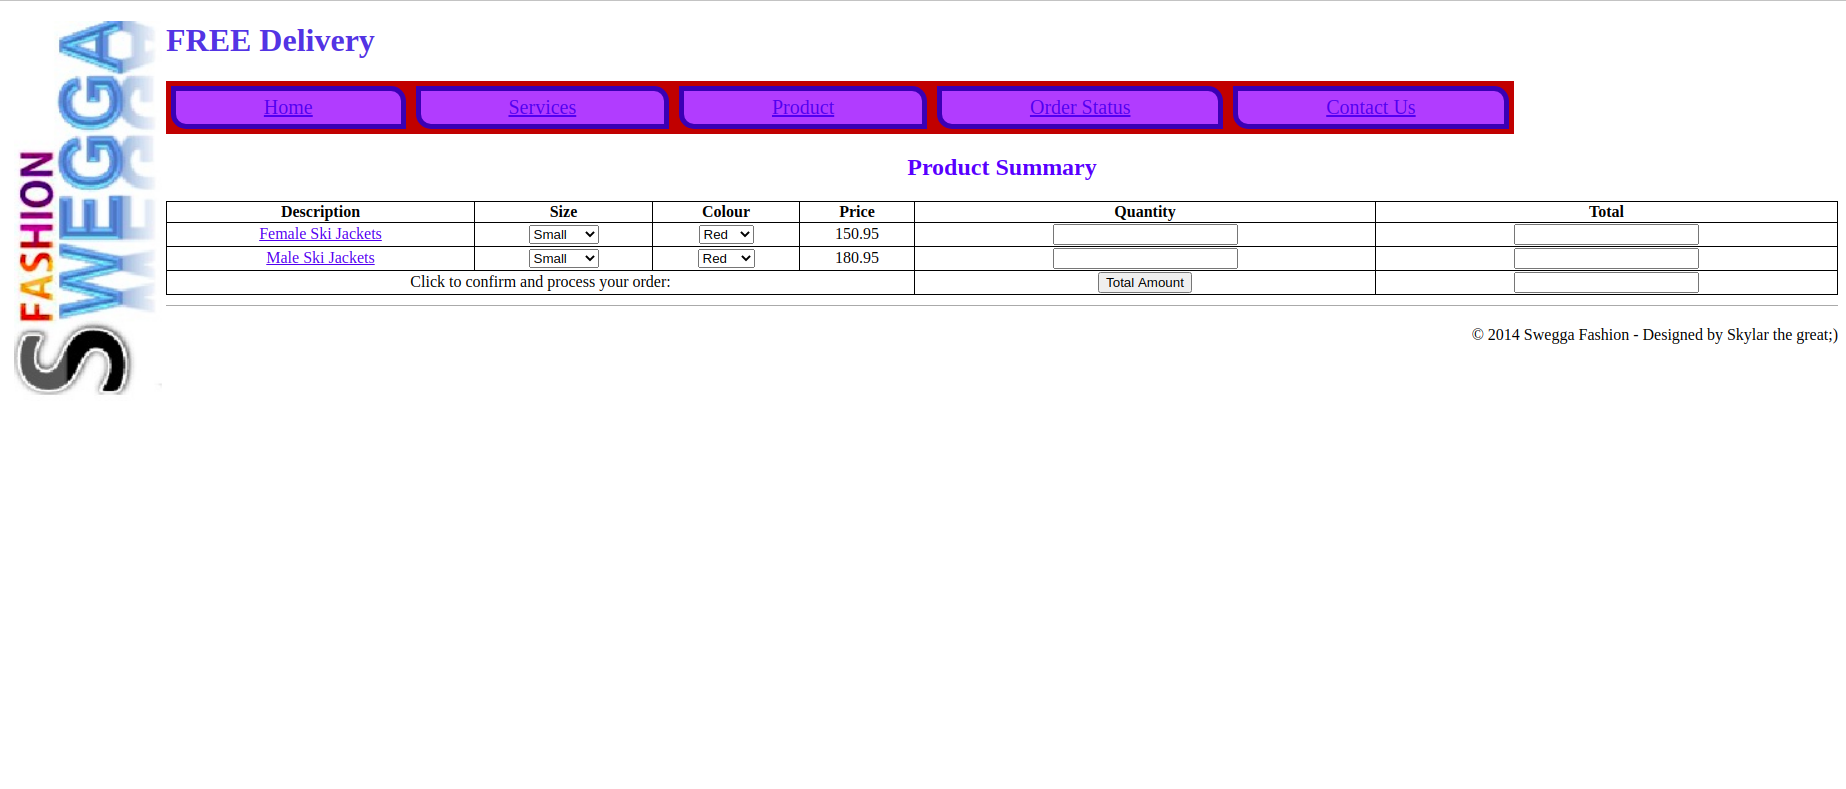 S FASHION SWEGGA
FREE Delivery
Home Services Product Order Status Contact Us
Product Summary
Description Size Colour Price Quantity Total
Female Ski Jackets Small Red 150.95
Male Ski Jackets Small Red 180.95
Click to confirm and process your order: Total Amount
© 2014 Swegga Fashion - Designed by Skylar the great;)